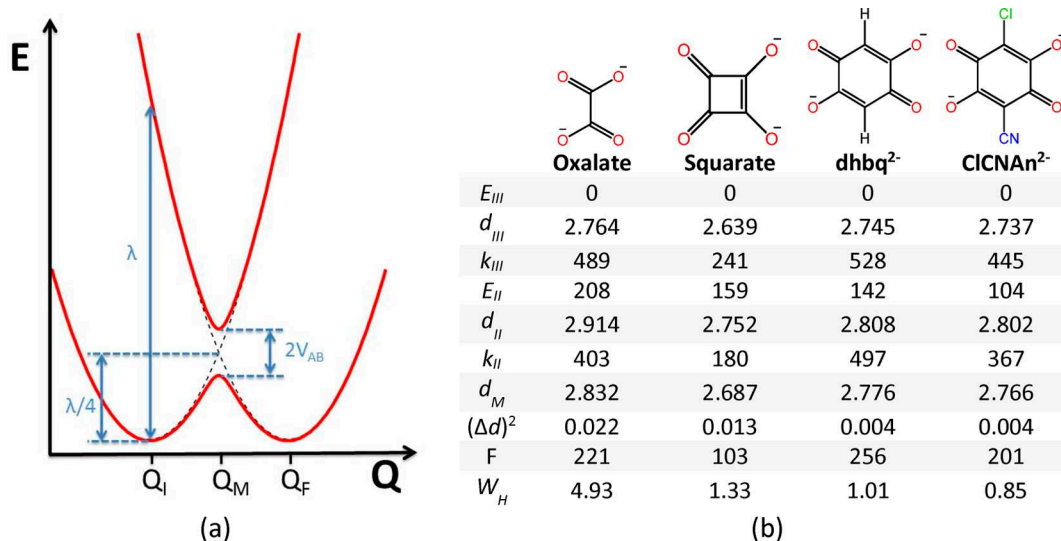 E
λ
λ/4
2V_AB
Q_I Q_M Q_F
Q
(a)
H Cl
O O⁻ O O⁻
O O⁻ O O⁻
⁻O O ⁻O O
⁻O O O O⁻
H CN
Oxalate Squarate dhbq²⁻ ClCNAn²⁻
E_III 0 0 0 0
d_III 2.764 2.639 2.745 2.737
k_III 489 241 528 445
E_II 208 159 142 104
d_II 2.914 2.752 2.808 2.802
k_II 403 180 497 367
d_M 2.832 2.687 2.776 2.766
(Δd)² 0.022 0.013 0.004 0.004
F 221 103 256 201
W_H 4.93 1.33 1.01 0.85
(b)